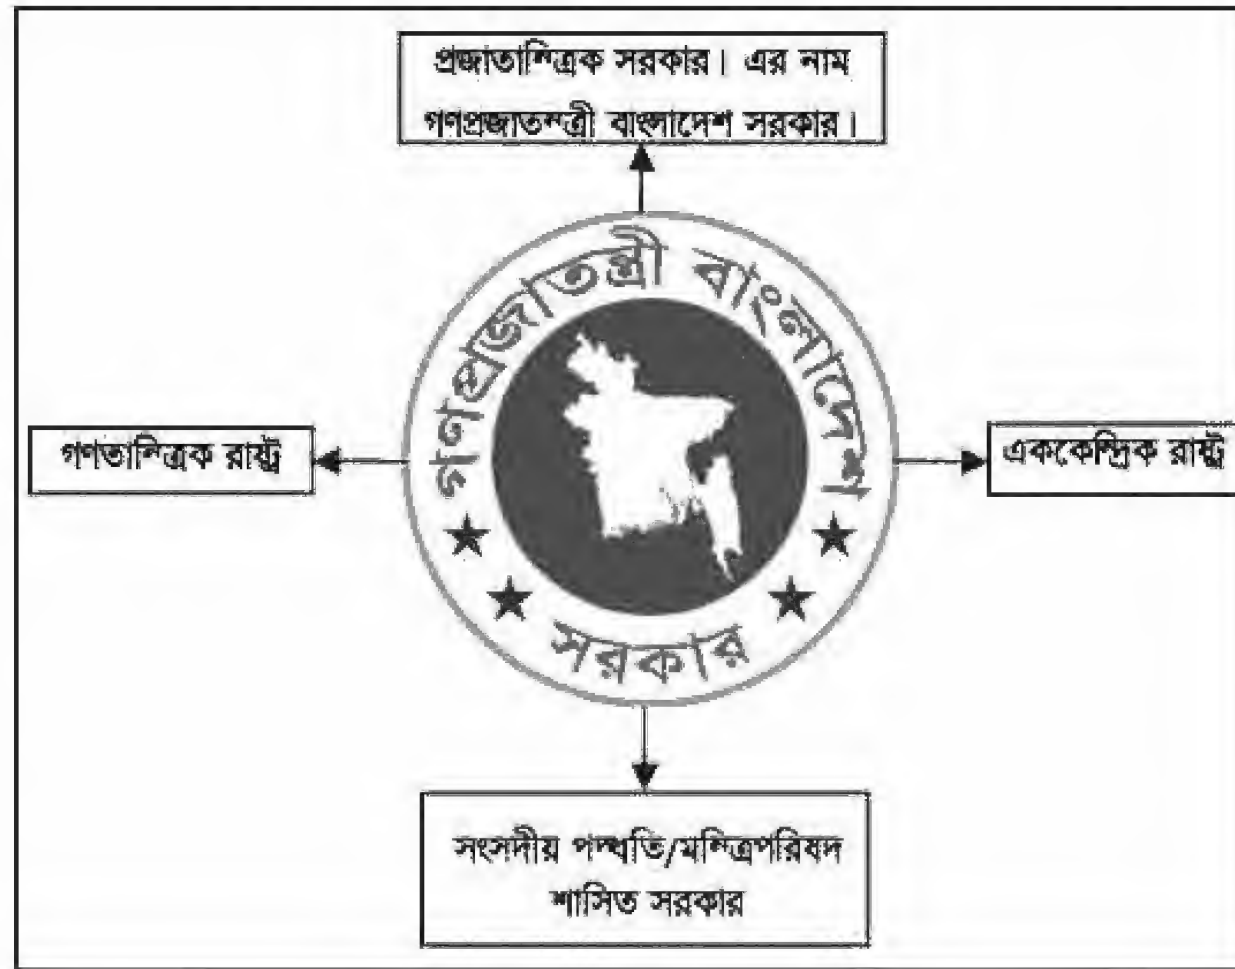 প্রজাতান্ত্রিক সরকার। এর নাম
গণপ্রজাতন্ত্রী বাংলাদেশ সরকার।
গণপ্রজাতন্ত্রী বাংলাদেশ
গণতান্ত্রিক রাষ্ট্র
এককেন্দ্রিক রাষ্ট্র
সরকার
সংসদীয় পদ্ধতি/মন্ত্রিপরিষদ
শাসিত সরকার